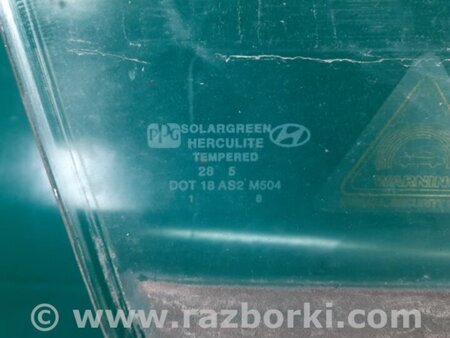 PPG SOLARGREEN
HERCULITE
TEMPERED
28 5
DOT 18 AS2 M504
1 8
WARNING
© www.razborki.com